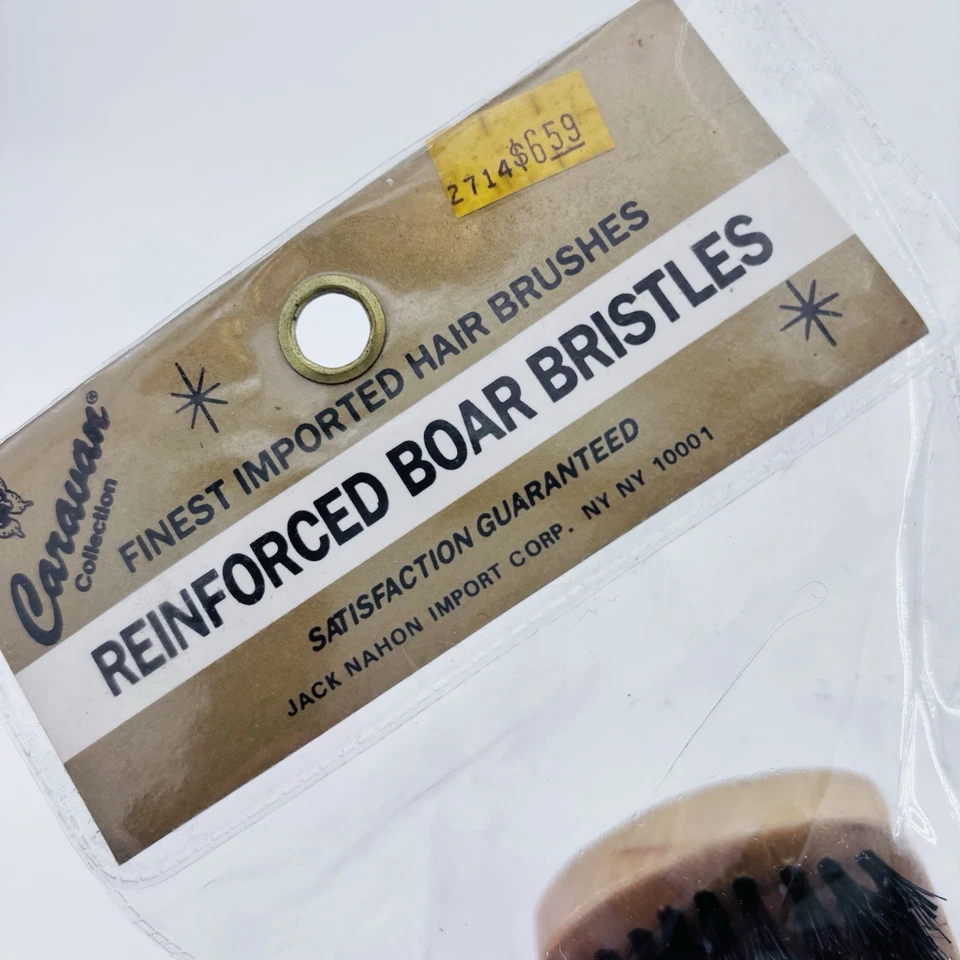 2714 $6.59
Caravan®
Collection
FINEST IMPORTED HAIR BRUSHES
REINFORCED BOAR BRISTLES
SATISFACTION GUARANTEED
JACK NAHON IMPORT CORP. NY NY 10001